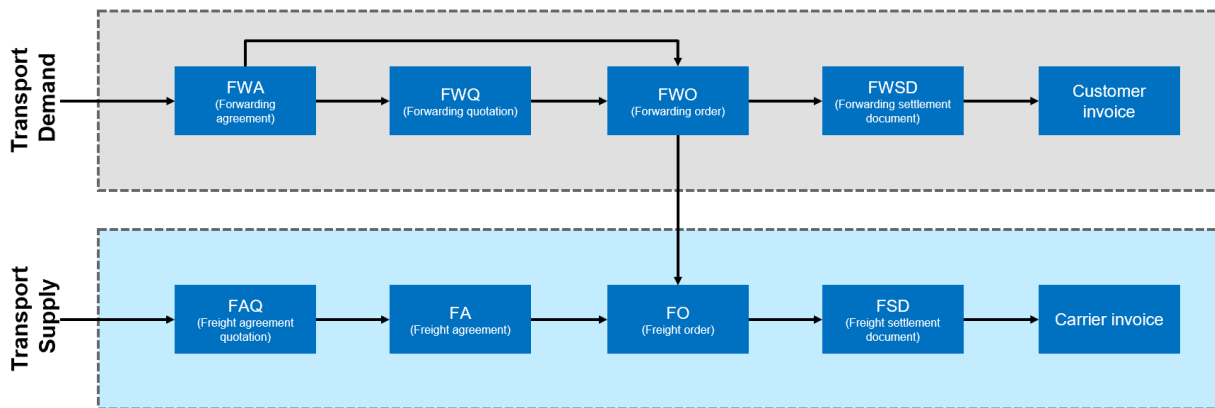 Transport
Demand
FWA
(Forwarding
agreement)
FWQ
(Forwarding quotation)
FWO
(Forwarding order)
FWSD
(Forwarding settlement
document)
Customer
invoice
Transport
Supply
FAQ
(Freight agreement
quotation)
FA
(Freight agreement)
FO
(Freight order)
FSD
(Freight settlement
document)
Carrier invoice